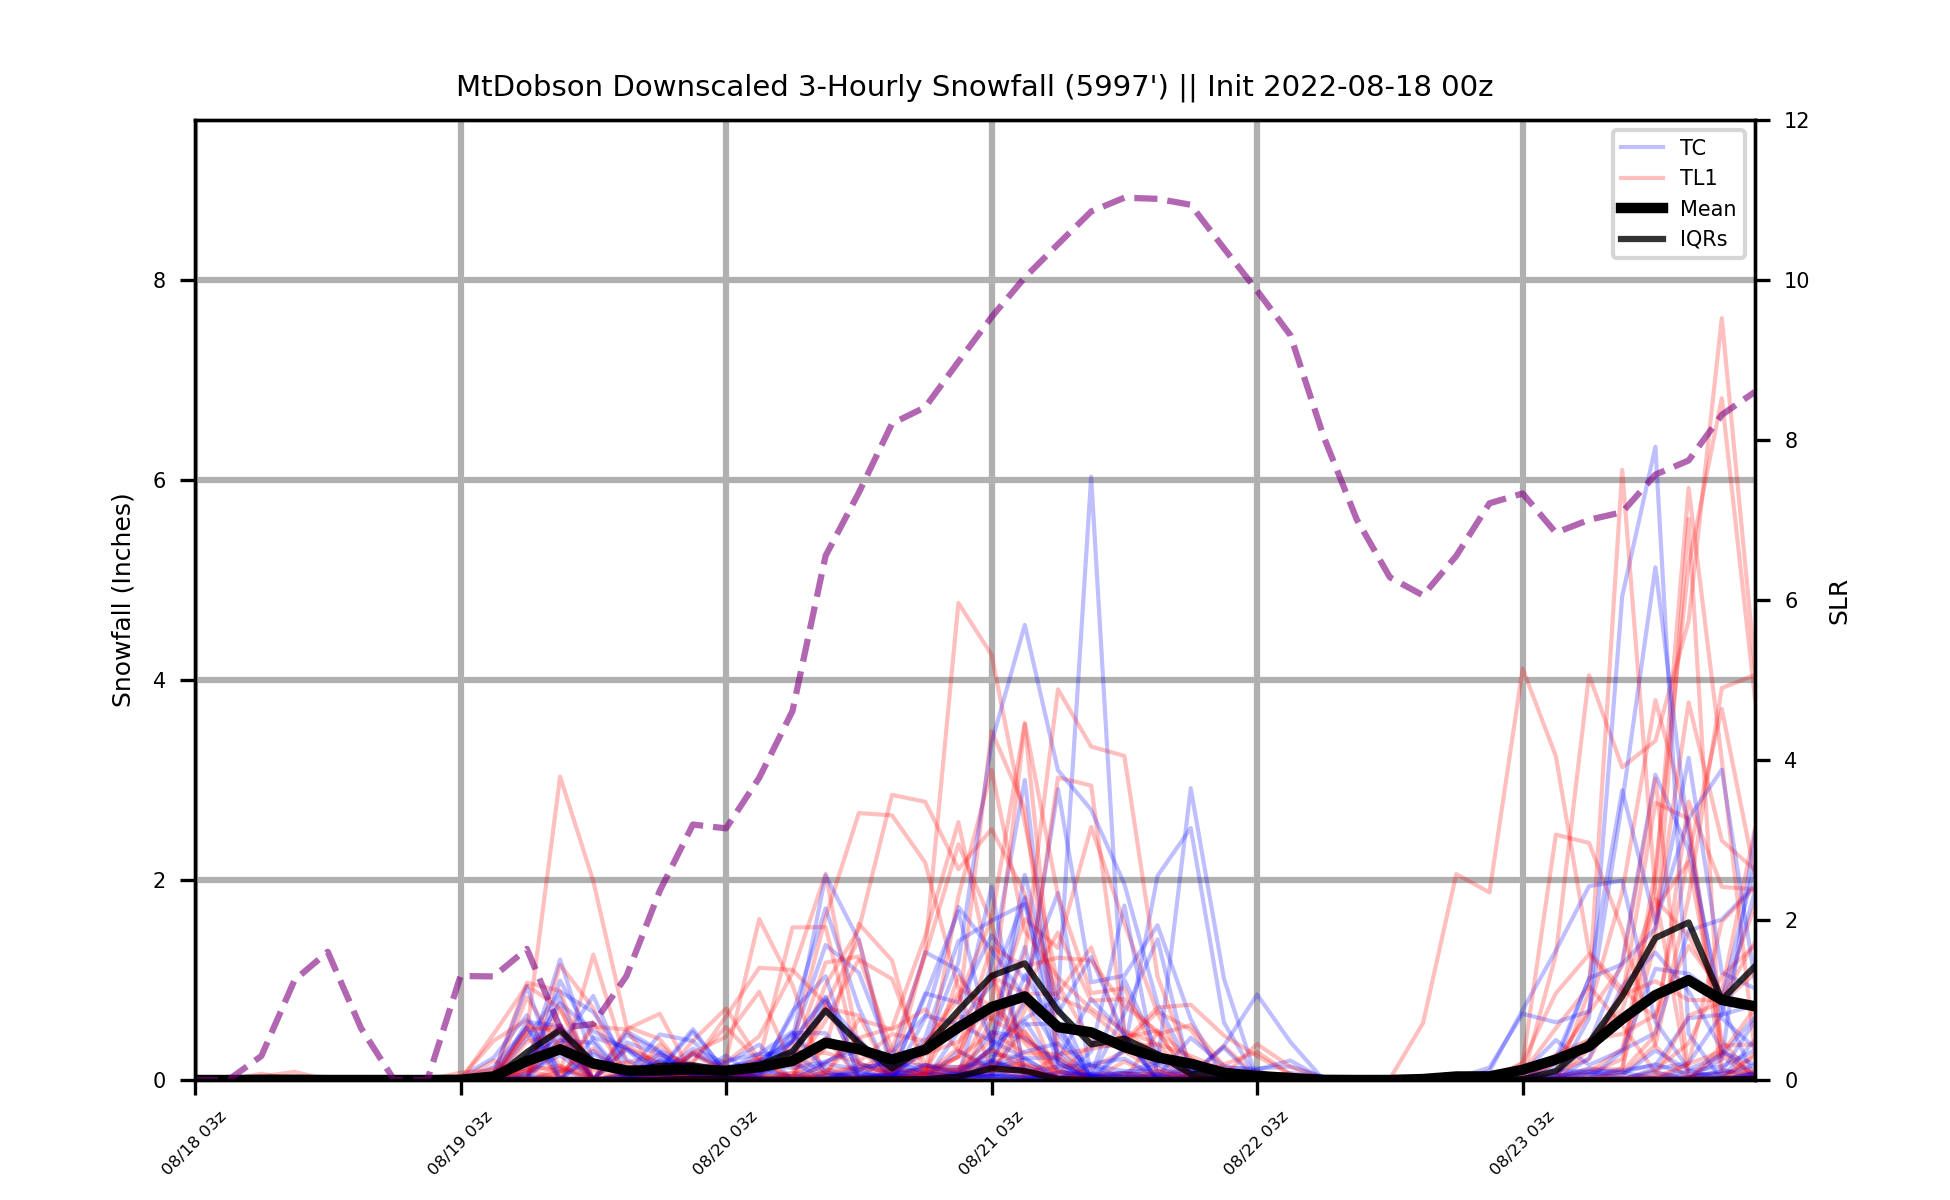 MtDobson Downscaled 3-Hourly Snowfall (5997') || Init 2022-08-18 00z
TC
TL1
Mean
IQRs
Snowfall (Inches)
8
6
4
2
0
12
10
8
6
4
2
0
SLR
08/18 03z
08/19 03z
08/20 03z
08/21 03z
08/22 03z
08/23 03z